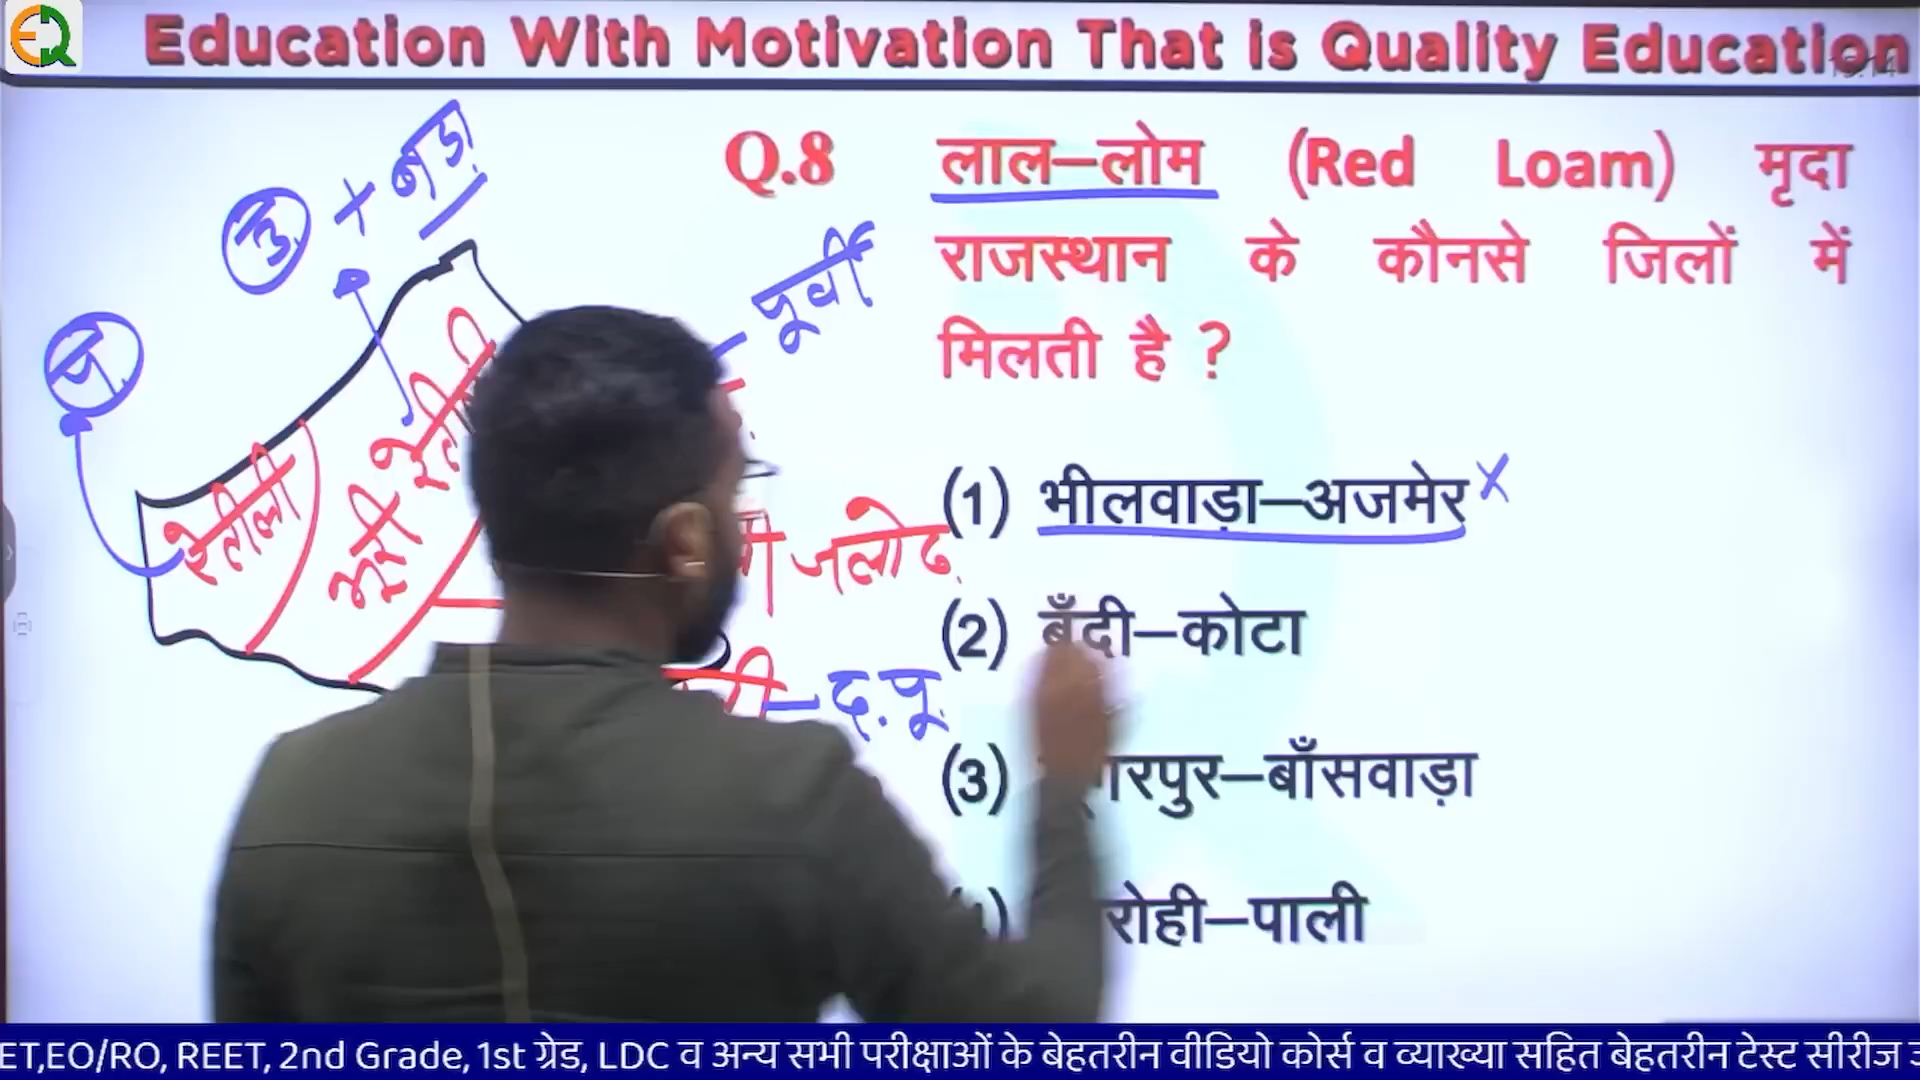 Education With Motivation That is Quality Education
Q.8 लाल–लोम (Red Loam) मृदा
राजस्थान के कौनसे जिलों में
मिलती है ?
(1) भीलवाड़ा–अजमेर x
(2) बूँदी–कोटा
(3) बाँसवाड़ा
पाली
पूर्वी
रेतीली
भूरी
जलोढ़
द.पू.
ET,EO/RO, REET, 2nd Grade, 1st ग्रेड, LDC व अन्य सभी परीक्षाओं के बेहतरीन वीडियो कोर्स व व्याख्या सहित बेहतरीन टेस्ट सीरीज